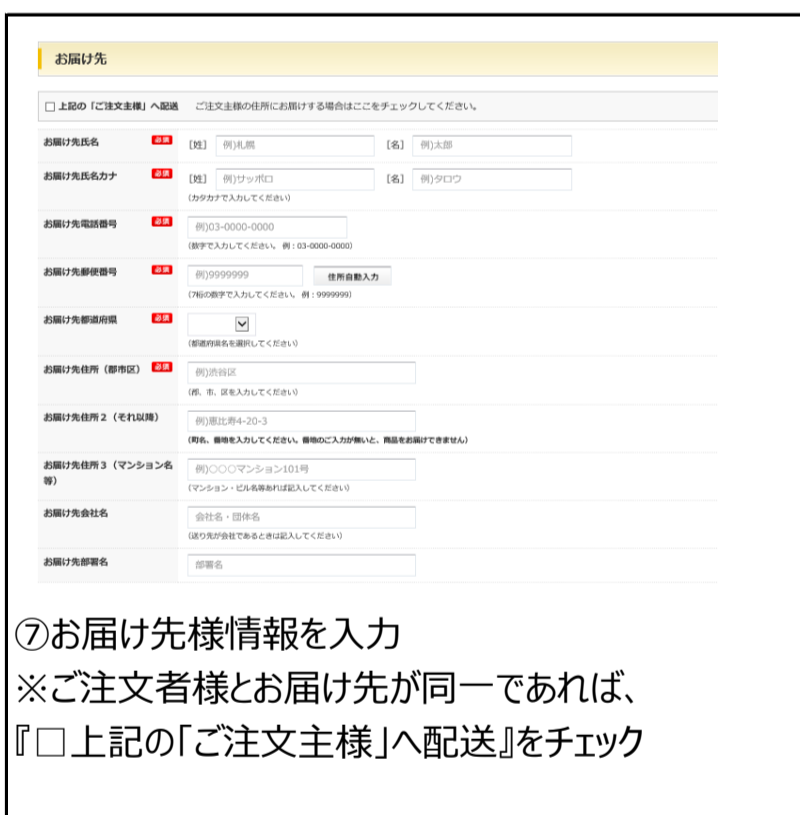 お届け先
□ 上記の「ご注文主様」へ配送 ご注文主様の住所にお届けする場合はここをチェックしてください。
お届け先氏名 必須 [姓] 例)札幌 [名] 例)太郎
お届け先氏名カナ 必須 [姓] 例)サッポロ [名] 例)タロウ
(カタカナで入力してください)
お届け先電話番号 必須 例)03-0000-0000
(数字で入力してください。 例：03-0000-0000)
お届け先郵便番号 必須 例)9999999 住所自動入力
(7桁の数字で入力してください。 例：9999999)
お届け先都道府県 必須
(都道府県名を選択してください)
お届け先住所（郡市区） 必須 例)渋谷区
(郡、市、区を入力してください)
お届け先住所２（それ以降） 例)恵比寿4-20-3
(町名、番地を入力してください。番地のご入力が無いと、商品をお届けできません)
お届け先住所３（マンション名
等） 例)○○○マンション101号
(マンション・ビル名等あれば記入してください)
お届け先会社名 会社名・団体名
(送り先が会社であるときは記入してください)
お届け先部署名 部署名
⑦お届け先様情報を入力
※ご注文者様とお届け先が同一であれば、
『□上記の「ご注文主様」へ配送』をチェック